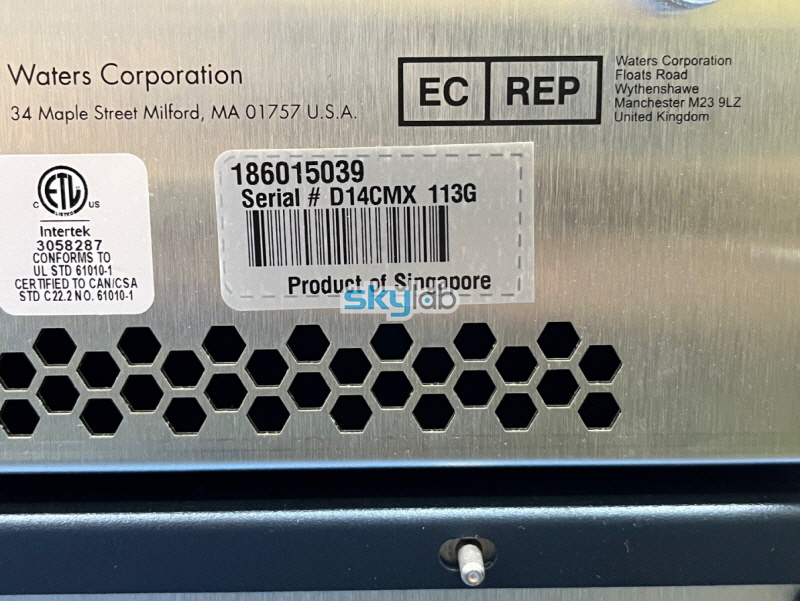 Waters Corporation
34 Maple Street Milford, MA 01757 U.S.A.
EC REP
Waters Corporation
Floats Road
Wythenshawe
Manchester M23 9LZ
United Kingdom
ETL
LISTED
C US
Intertek
3058287
CONFORMS TO
UL STD 61010-1
CERTIFIED TO CAN/CSA
STD C22.2 NO. 61010-1
186015039
Serial # D14CMX 113G
Product of Singapore
skylab